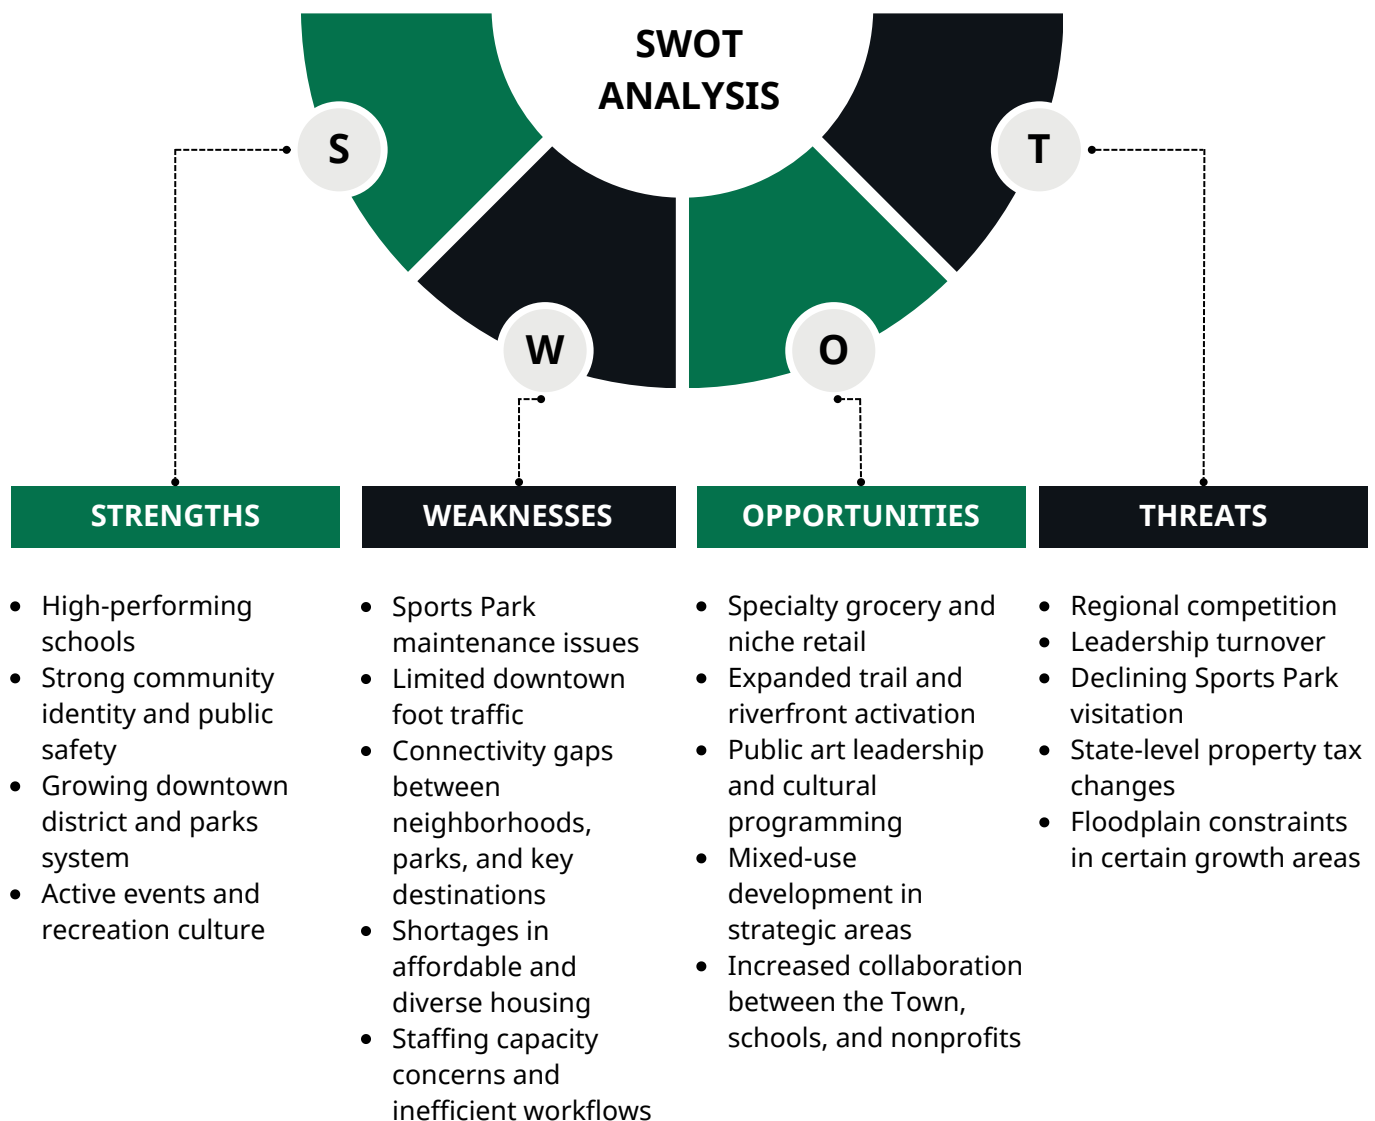 SWOT
ANALYSIS
S
W
O
T
STRENGTHS
• High-performing
schools
• Strong community
identity and public
safety
• Growing downtown
district and parks
system
• Active events and
recreation culture
WEAKNESSES
• Sports Park
maintenance issues
• Limited downtown
foot traffic
• Connectivity gaps
between
neighborhoods,
parks, and key
destinations
• Shortages in
affordable and
diverse housing
• Staffing capacity
concerns and
inefficient workflows
OPPORTUNITIES
• Specialty grocery and
niche retail
• Expanded trail and
riverfront activation
• Public art leadership
and cultural
programming
• Mixed-use
development in
strategic areas
• Increased collaboration
between the Town,
schools, and nonprofits
THREATS
• Regional competition
• Leadership turnover
• Declining Sports Park
visitation
• State-level property tax
changes
• Floodplain constraints
in certain growth areas